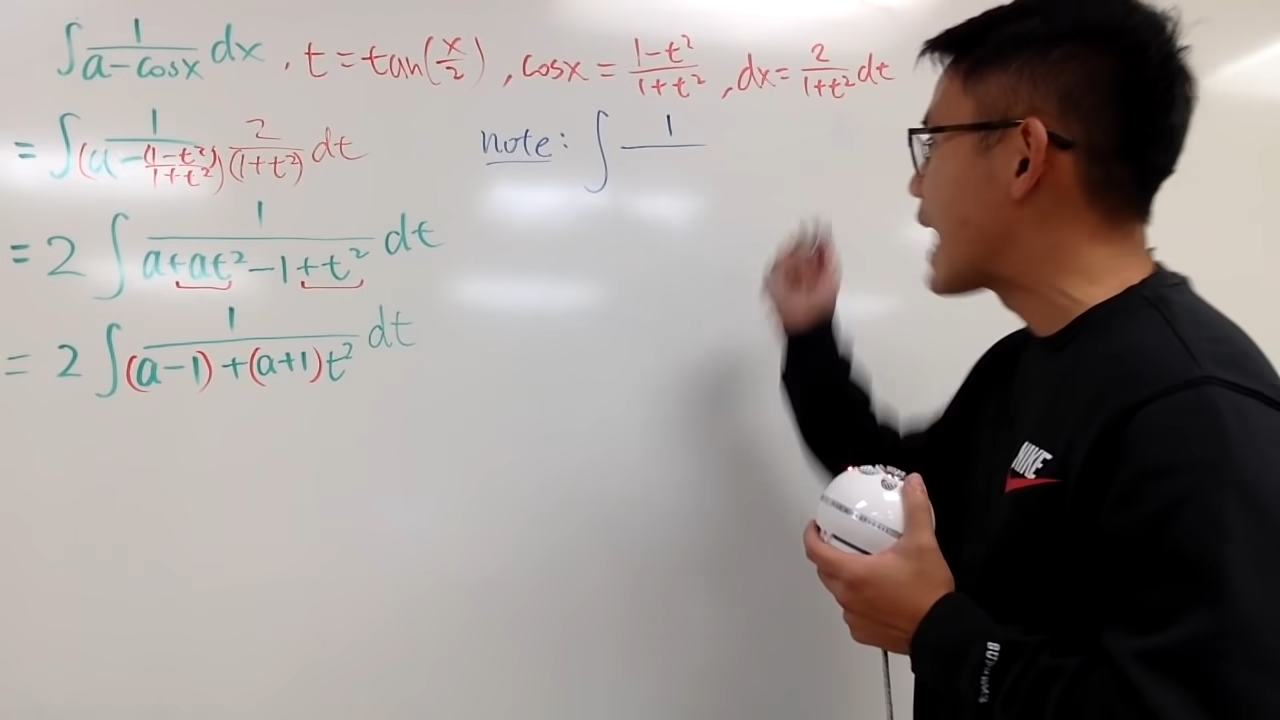 ∫ 1/(a-cosx) dx , t = tan(x/2) , cosx = (1-t²)/(1+t²) , dx = 2/(1+t²) dt
= ∫ 1/(a - (1-t²)/(1+t²)) 2/(1+t²) dt
note: ∫ 1
= 2 ∫ 1/(a+at²-1+t²) dt
= 2 ∫ 1/((a-1)+(a+1)t²) dt
NIKE